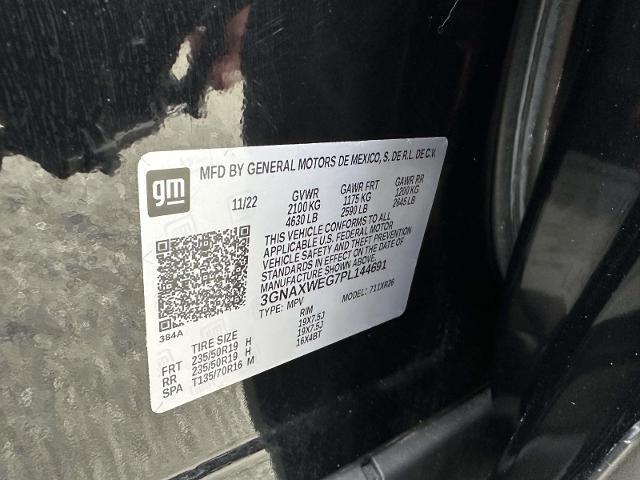 gm
MFD BY GENERAL MOTORS DE MEXICO, S. DE R.L. DE C.V.
11/22 GVWR GAWR FRT GAWR RR
2100 KG 1175 KG 1200 KG
4630 LB 2590 LB 2645 LB
THIS VEHICLE CONFORMS TO ALL
APPLICABLE U.S. FEDERAL MOTOR
VEHICLE SAFETY AND THEFT PREVENTION
STANDARDS IN EFFECT ON THE DATE OF
MANUFACTURE SHOWN ABOVE.
3GNAXWEG7PL144691
TYPE: MPV MODEL: 711XR26
384A
TIRE SIZE RIM
FRT 235/50R19 H 19X7.5J
RR 235/50R19 H 19X7.5J
SPA T135/70R16 M 16X4BT